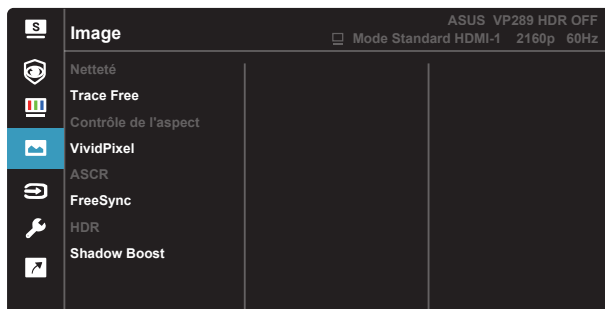 S
Image
ASUS VP289 HDR OFF
Mode Standard HDMI-1 2160p 60Hz
Netteté
Trace Free
Contrôle de l'aspect
VividPixel
ASCR
FreeSync
HDR
Shadow Boost